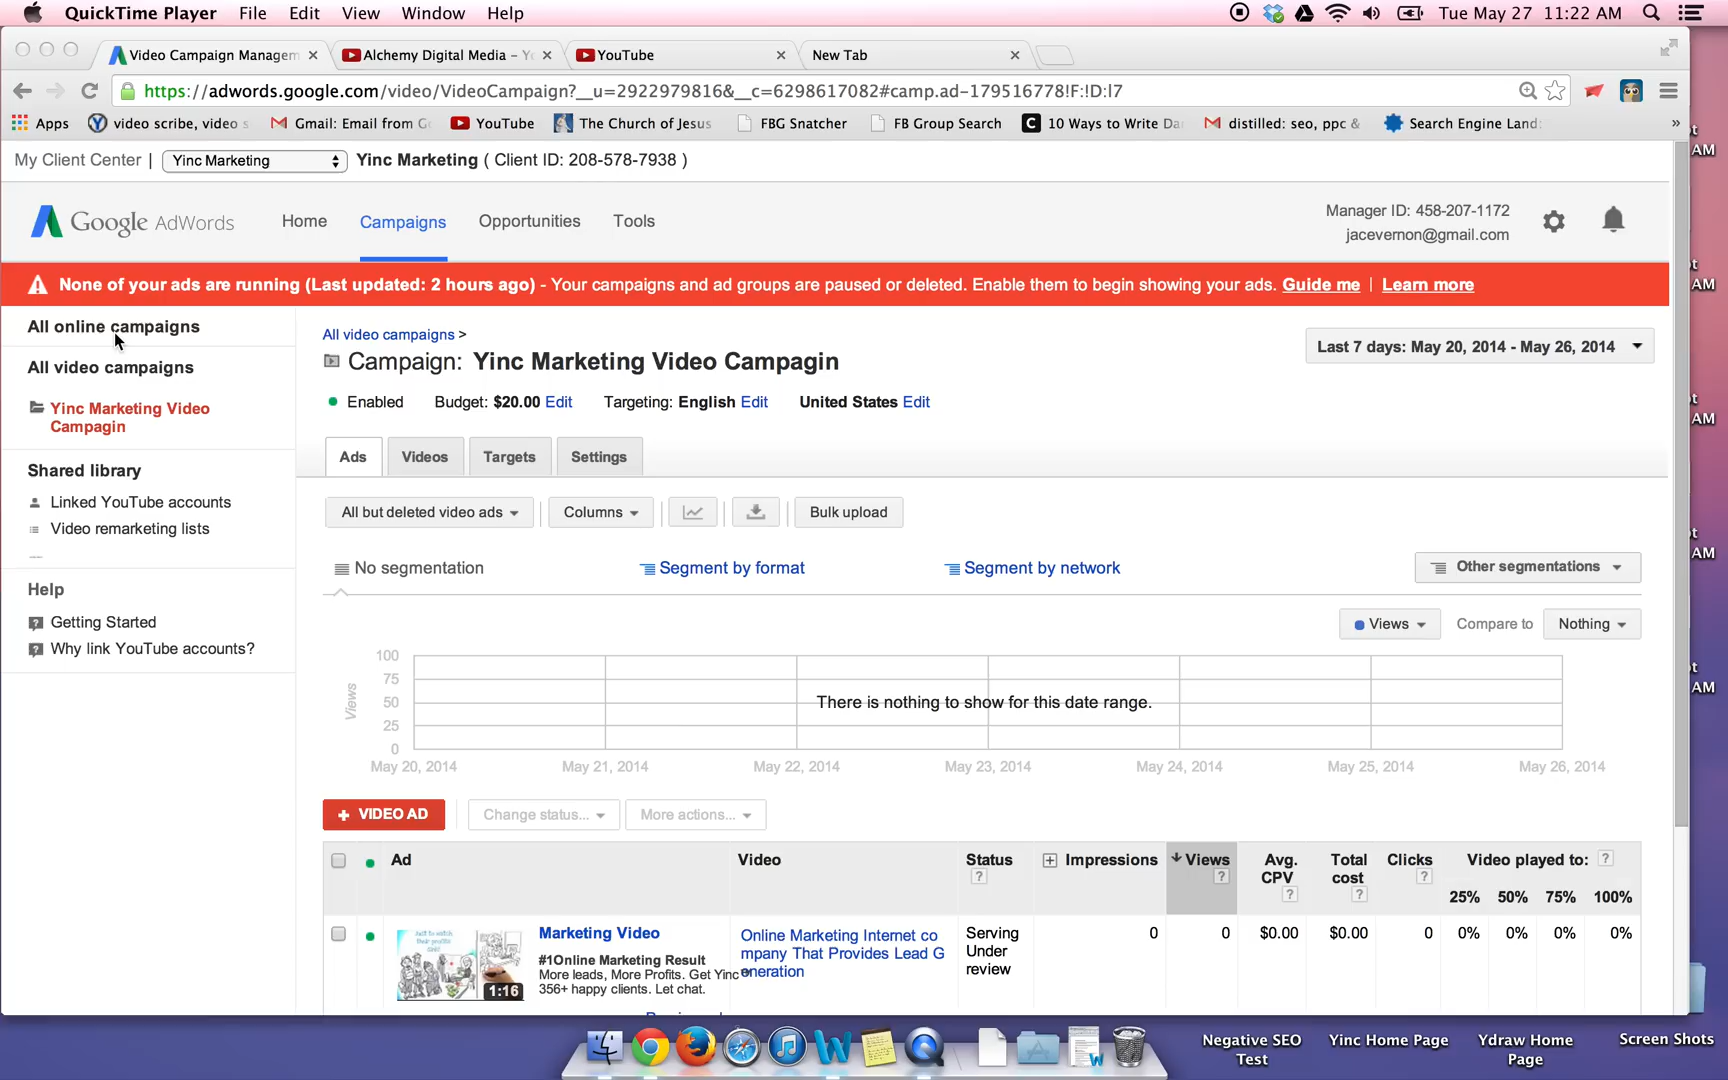 QuickTime Player File Edit View Window Help Tue May 27 11:22 AM
Video Campaign Managem Alchemy Digital Media – Y YouTube New Tab
https://adwords.google.com/video/VideoCampaign?__u=2922979816&__c=6298617082#camp.ad-179516778!F:!D:l7
Apps video scribe, video s Gmail: Email from G YouTube The Church of Jesus FBG Snatcher FB Group Search 10 Ways to Write Da distilled: seo, ppc & Search Engine Land: »
My Client Center | Yinc Marketing Yinc Marketing ( Client ID: 208-578-7938 )
Google AdWords Home Campaigns Opportunities Tools
Manager ID: 458-207-1172
jacevernon@gmail.com
None of your ads are running (Last updated: 2 hours ago) - Your campaigns and ad groups are paused or deleted. Enable them to begin showing your ads. Guide me | Learn more
All online campaigns
All video campaigns
Yinc Marketing Video
Campagin
Shared library
Linked YouTube accounts
Video remarketing lists
Help
Getting Started
Why link YouTube accounts?
All video campaigns >
Campaign: Yinc Marketing Video Campagin
Last 7 days: May 20, 2014 - May 26, 2014
Enabled Budget: $20.00 Edit Targeting: English Edit United States Edit
Ads Videos Targets Settings
All but deleted video ads Columns Bulk upload
No segmentation Segment by format Segment by network Other segmentations
Views Compare to Nothing
Views
100
75
50
25
0
There is nothing to show for this date range.
May 20, 2014 May 21, 2014 May 22, 2014 May 23, 2014 May 24, 2014 May 25, 2014 May 26, 2014
+ VIDEO AD Change status... More actions...
Ad Video Status ? Impressions Views ? Avg. CPV ? Total cost ? Clicks ? Video played to: ?
25% 50% 75% 100%
Marketing Video
#1Online Marketing Result
More leads, More Profits. Get Yinc
356+ happy clients. Let chat.
1:16
Online Marketing Internet co
mpany That Provides Lead G
eneration
Serving
Under
review
0 0 $0.00 $0.00 0 0% 0% 0% 0%
AM
AM
AM
AM
AM
Negative SEO
Test
Yinc Home Page
Ydraw Home
Page
Screen Shots